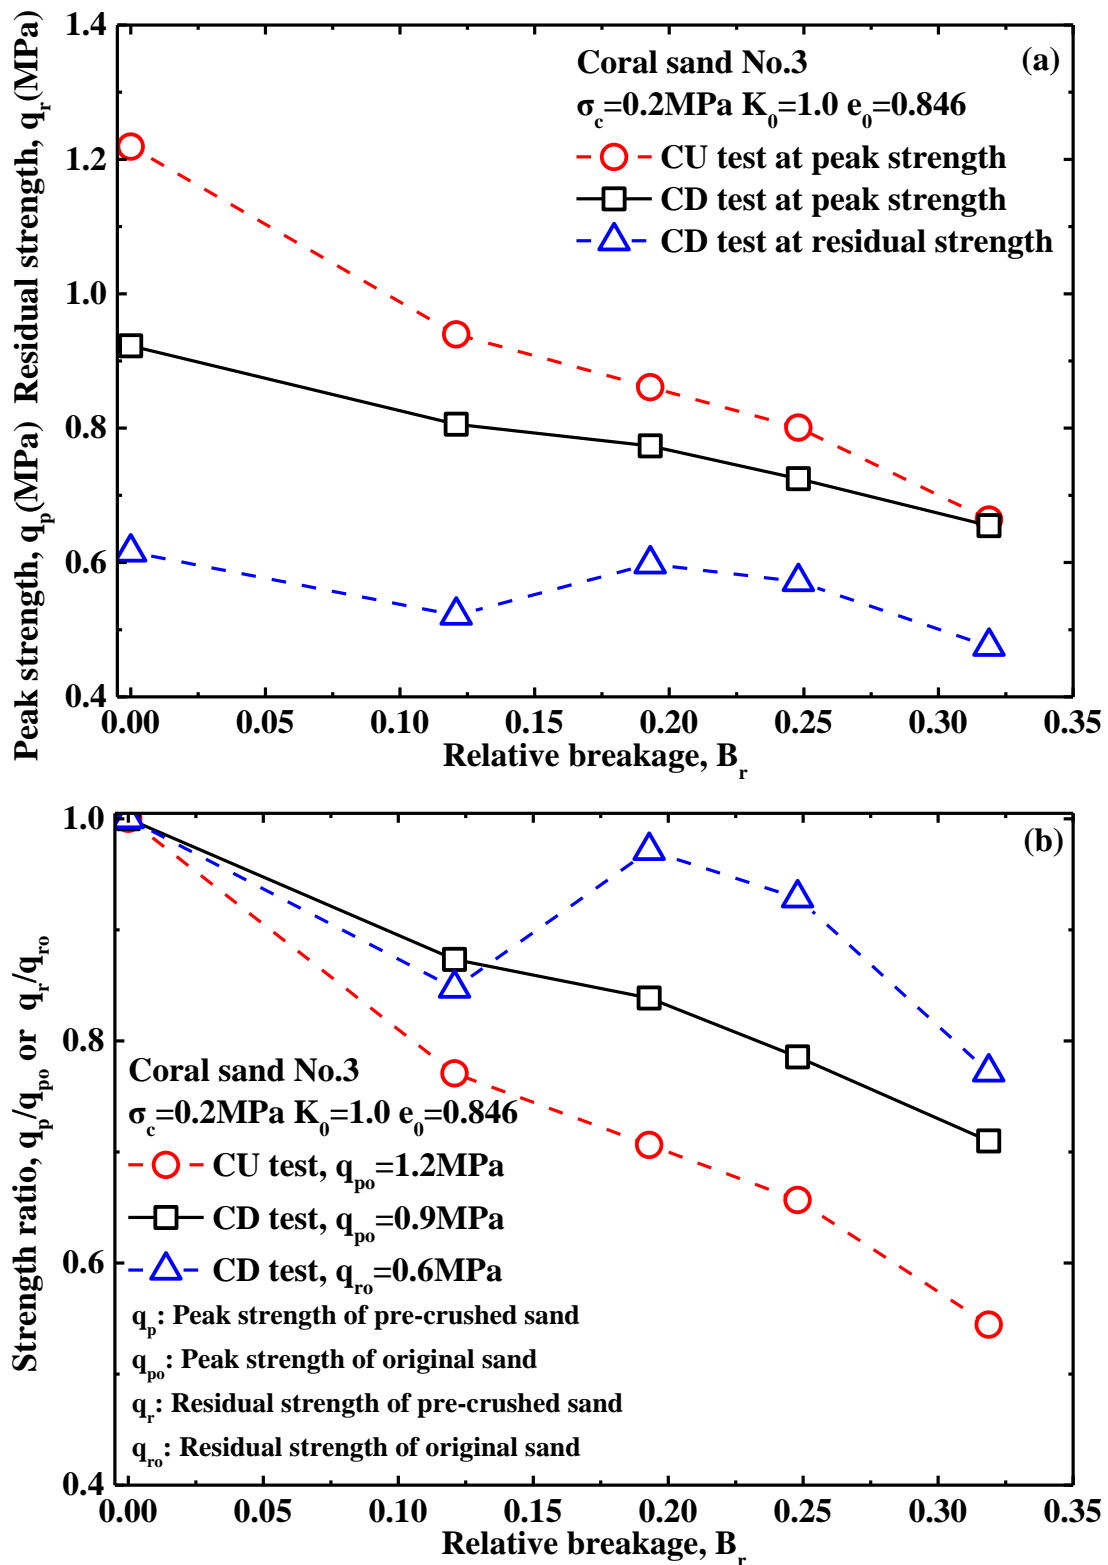 Peak strength, qₚ(MPa)  Residual strength, qᵣ(MPa)
1.4
1.2
1.0
0.8
0.6
0.4
(a)
Coral sand No.3
σ_c=0.2MPa K₀=1.0 e₀=0.846
CU test at peak strength
CD test at peak strength
CD test at residual strength
0.00 0.05 0.10 0.15 0.20 0.25 0.30 0.35
Relative breakage, Bᵣ
Strength ratio, qₚ/qₚₒ or qᵣ/qᵣₒ
1.0
0.8
0.6
0.4
(b)
Coral sand No.3
σ_c=0.2MPa K₀=1.0 e₀=0.846
CU test, qₚₒ=1.2MPa
CD test, qₚₒ=0.9MPa
CD test, qᵣₒ=0.6MPa
qₚ: Peak strength of pre-crushed sand
qₚₒ: Peak strength of original sand
qᵣ: Residual strength of pre-crushed sand
qᵣₒ: Residual strength of original sand
0.00 0.05 0.10 0.15 0.20 0.25 0.30 0.35
Relative breakage, Bᵣ